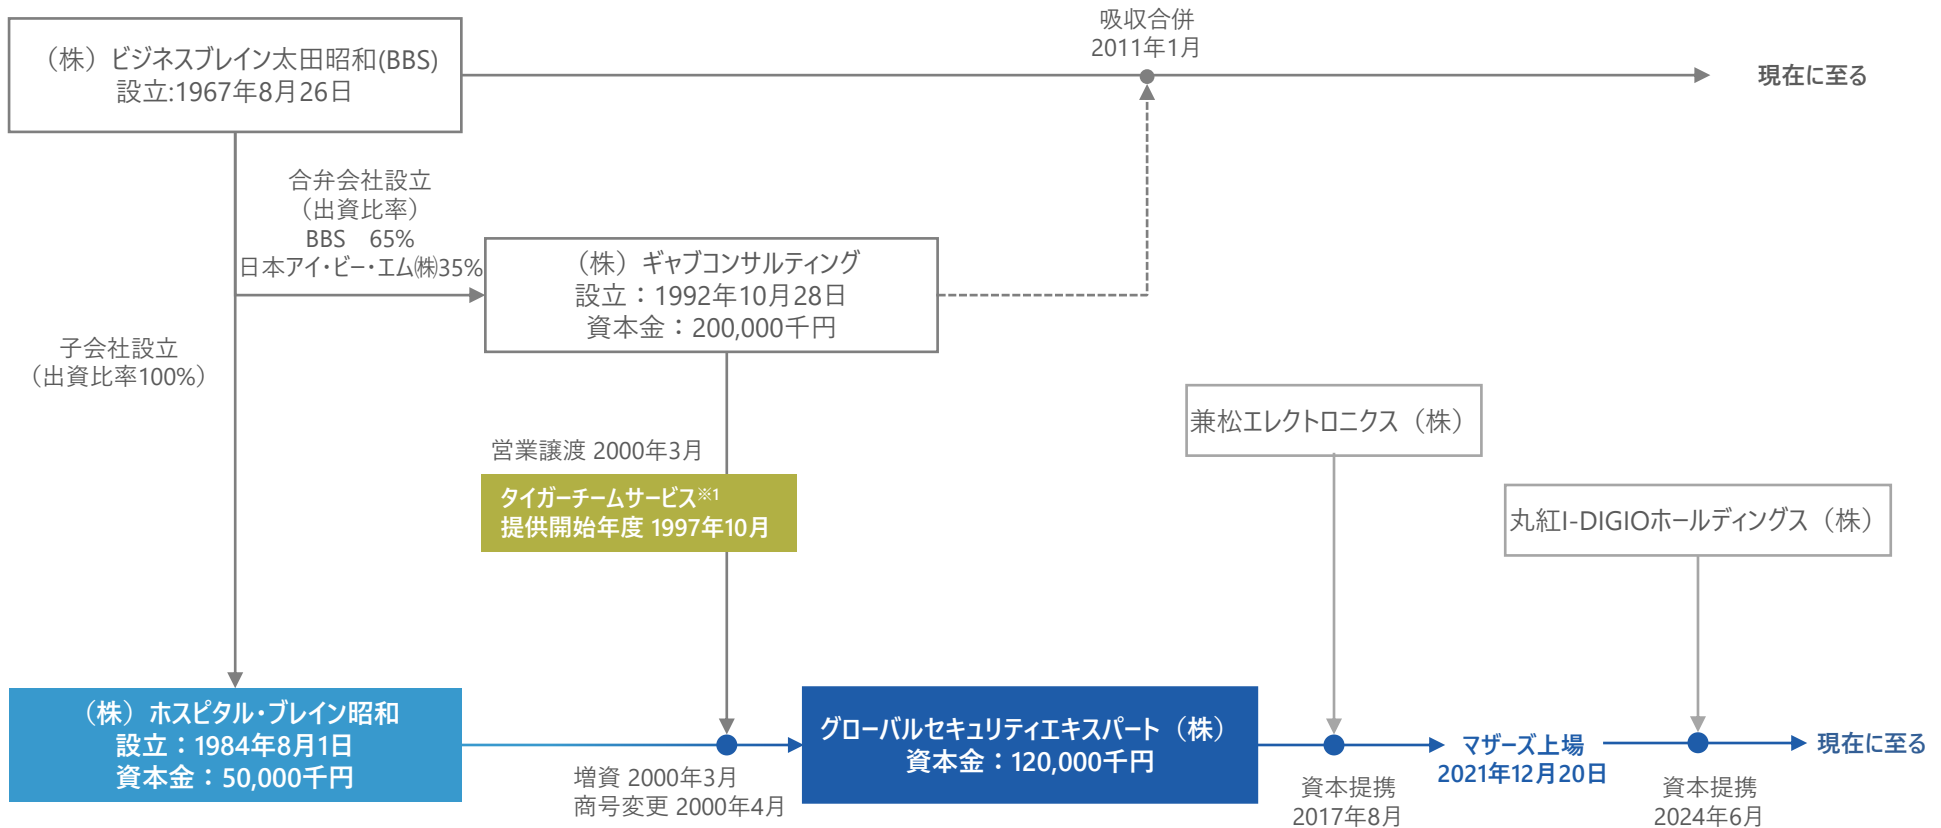 （株）ビジネスブレイン太田昭和(BBS)
設立:1967年8月26日
吸収合併
2011年1月
現在に至る
合弁会社設立
（出資比率）
BBS　65%
日本アイ・ビー・エム㈱35%
（株）ギャブコンサルティング
設立：1992年10月28日
資本金：200,000千円
子会社設立
（出資比率100%）
営業譲渡 2000年3月
タイガーチームサービス※1
提供開始年度 1997年10月
兼松エレクトロニクス（株）
丸紅I-DIGIOホールディングス（株）
（株）ホスピタル・ブレイン昭和
設立：1984年8月1日
資本金：50,000千円
増資 2000年3月
商号変更 2000年4月
グローバルセキュリティエキスパート（株）
資本金：120,000千円
資本提携
2017年8月
マザーズ上場
2021年12月20日
資本提携
2024年6月
現在に至る